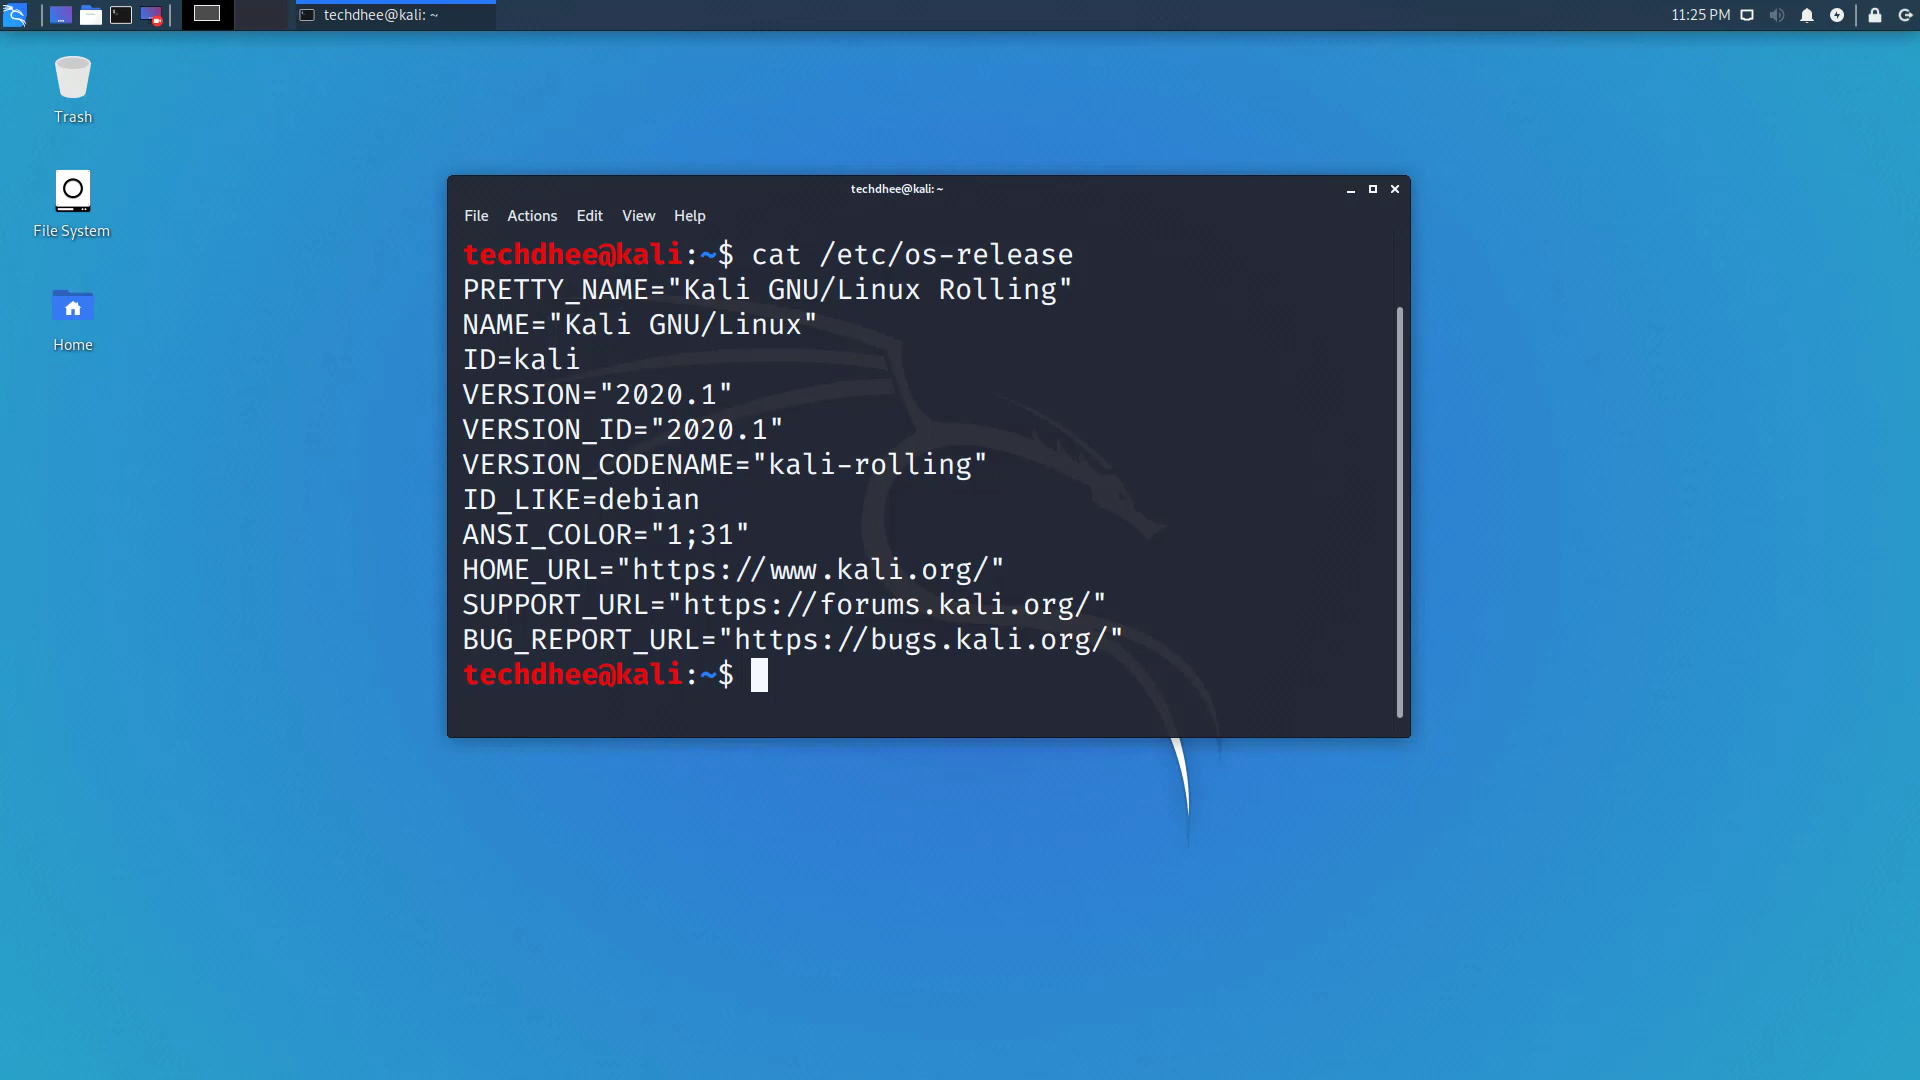 techdhee@kali: ~
11:25 PM
Trash
File System
Home
techdhee@kali: ~
File Actions Edit View Help
techdhee@kali:~$ cat /etc/os-release
PRETTY_NAME="Kali GNU/Linux Rolling"
NAME="Kali GNU/Linux"
ID=kali
VERSION="2020.1"
VERSION_ID="2020.1"
VERSION_CODENAME="kali-rolling"
ID_LIKE=debian
ANSI_COLOR="1;31"
HOME_URL="https://www.kali.org/"
SUPPORT_URL="https://forums.kali.org/"
BUG_REPORT_URL="https://bugs.kali.org/"
techdhee@kali:~$